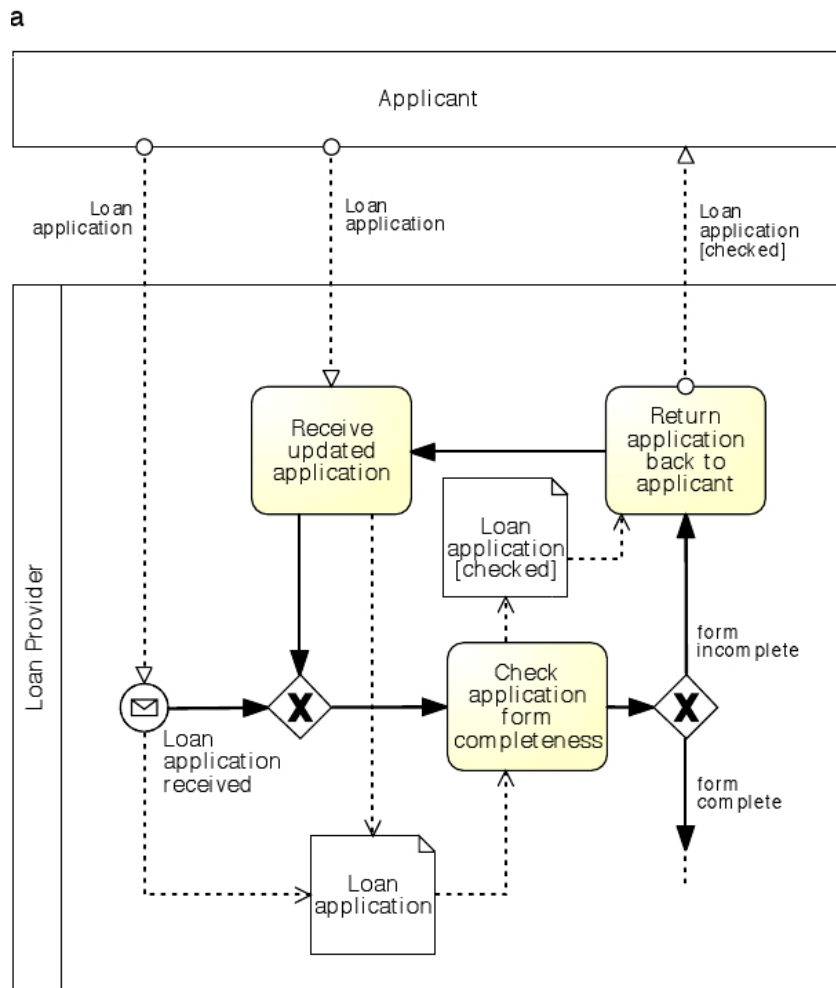 a
Applicant
Loan
application
Loan
application
Loan
application
[checked]
Loan Provider
Receive
updated
application
Return
application
back to
applicant
Loan
application
[checked]
form
incomplete
Check
application
form
completeness
X
X
Loan
application
received
form
complete
Loan
application